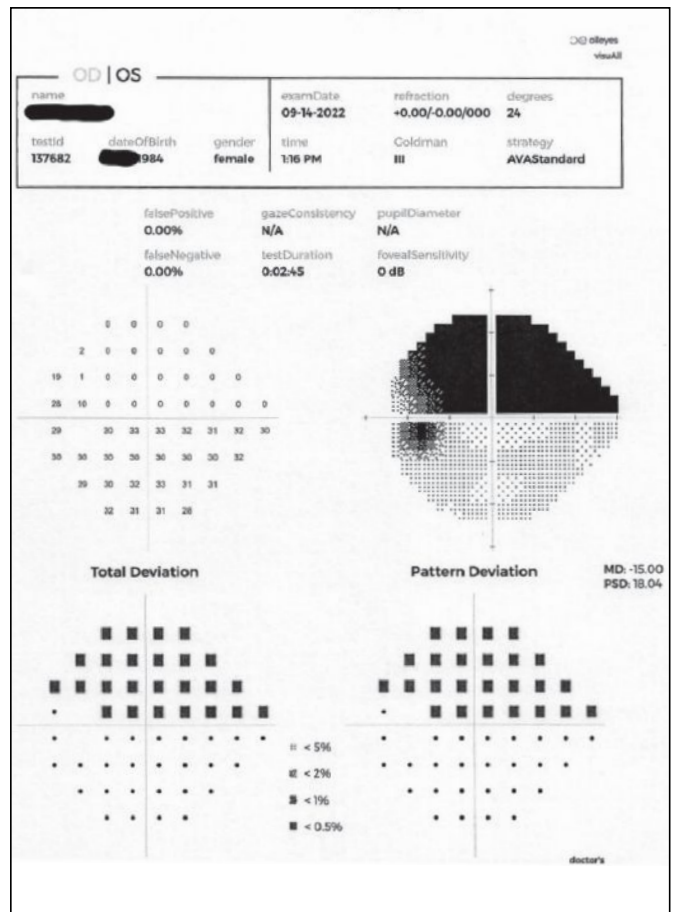 olleyes
visuAll
OD | OS
name
examDate
refraction
degrees
09-14-2022
+0.00/-0.00/000
24
testId
dateOfBirth
gender
time
Goldman
strategy
137682
1984
female
1:16 PM
III
AVAStandard
falsePositive
gazeConsistency
pupilDiameter
0.00%
N/A
N/A
falseNegative
testDuration
fovealSensitivity
0.00%
0:02:45
0 dB
0 0 0 0
2 0 0 0 0 0
19 1 0 0 0 0 0 0
28 10 0 0 0 0 0 0 0
29 30 33 33 32 31 32 30
30 30 30 30 30 30 32
30 32 33 31 31
32 31 31 28
Total Deviation
Pattern Deviation
MD: -15.00
PSD: 18.04
< 5%
< 2%
< 1%
< 0.5%
doctor's